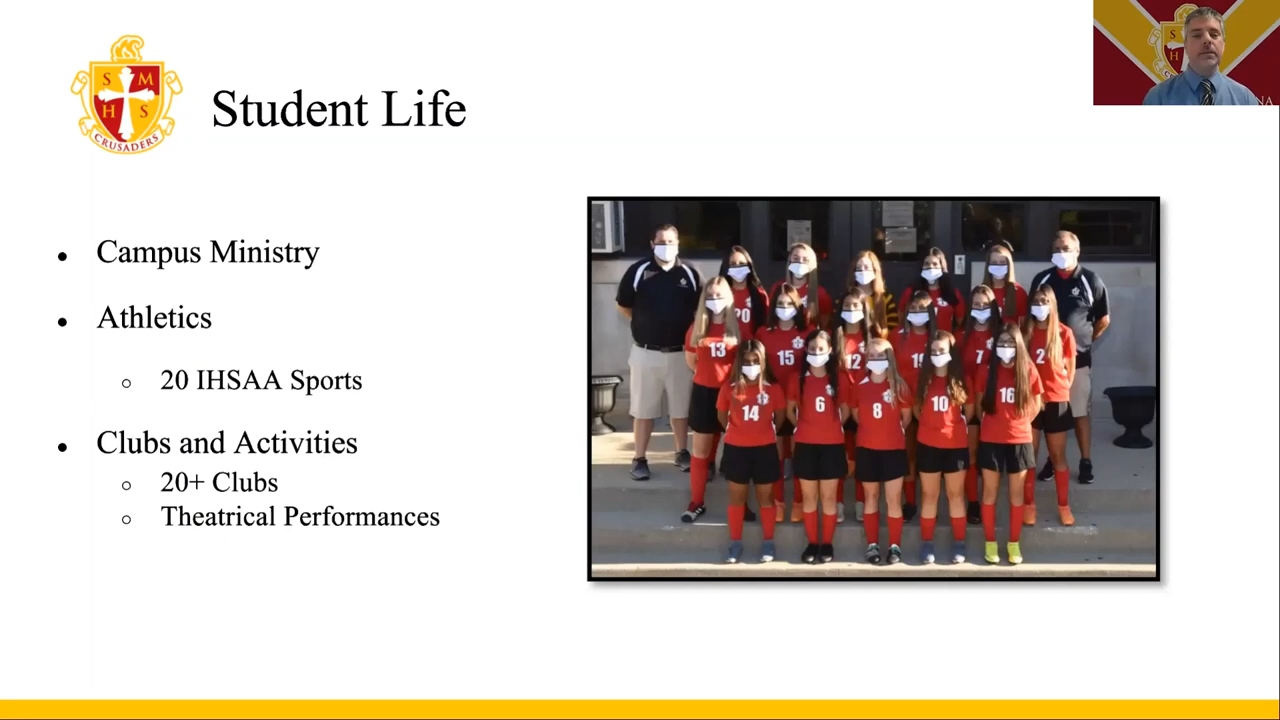 S M
H S
CRUSADERS
Student Life
S
H
NA
Campus Ministry
Athletics
20 IHSAA Sports
Clubs and Activities
20+ Clubs
Theatrical Performances
20
13
15
12
7
2
14
6
8
10
16